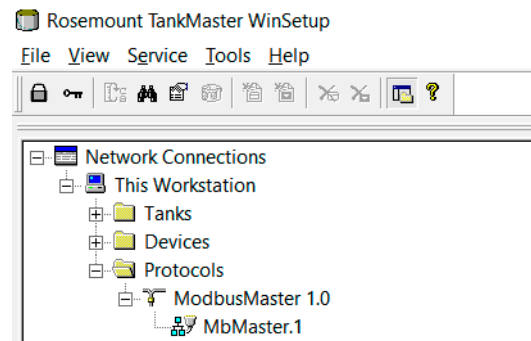 Rosemount TankMaster WinSetup
File View Service Tools Help
Network Connections
This Workstation
Tanks
Devices
Protocols
ModbusMaster 1.0
MbMaster.1